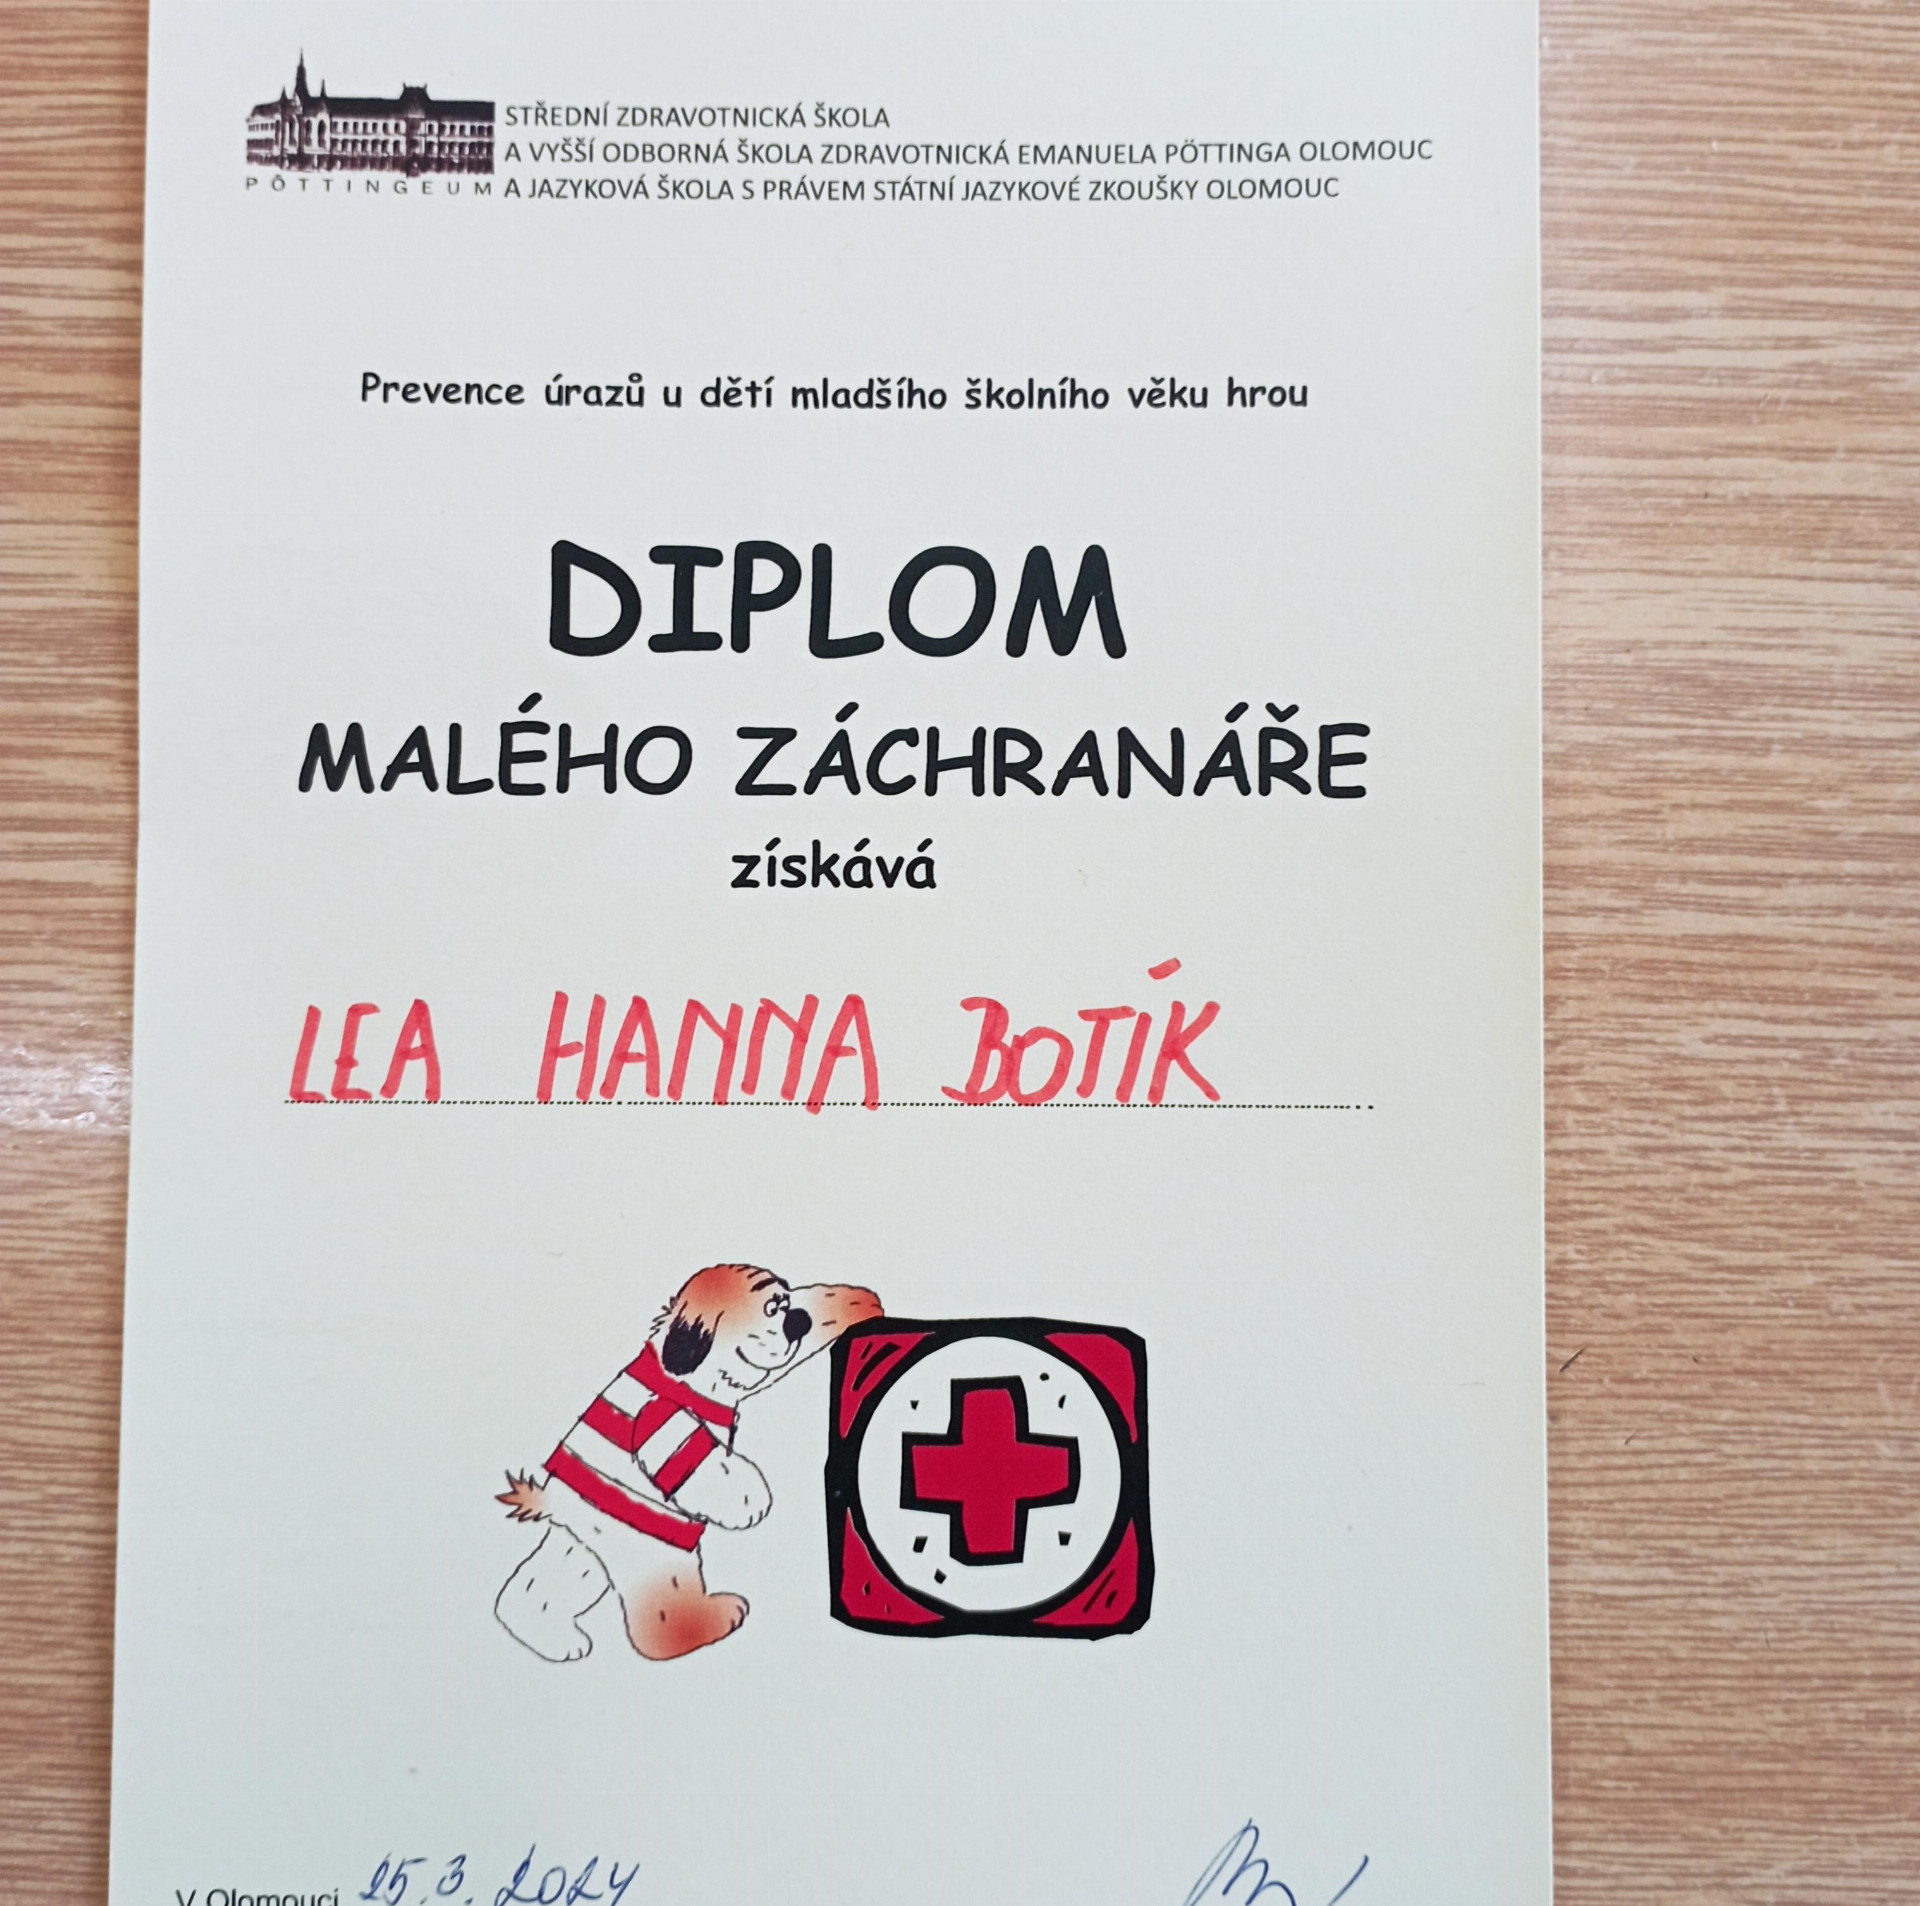 STŘEDNÍ ZDRAVOTNICKÁ ŠKOLA
A VYŠŠÍ ODBORNÁ ŠKOLA ZDRAVOTNICKÁ EMANUELA PÖTTINGA OLOMOUC
PÖTTINGEUM A JAZYKOVÁ ŠKOLA S PRÁVEM STÁTNÍ JAZYKOVÉ ZKOUŠKY OLOMOUC
Prevence úrazů u dětí mladšího školního věku hrou
DIPLOM
MALÉHO ZÁCHRANÁŘE
získává
LEA HANNA BOTÍK
V Olomouci 25.3.2024